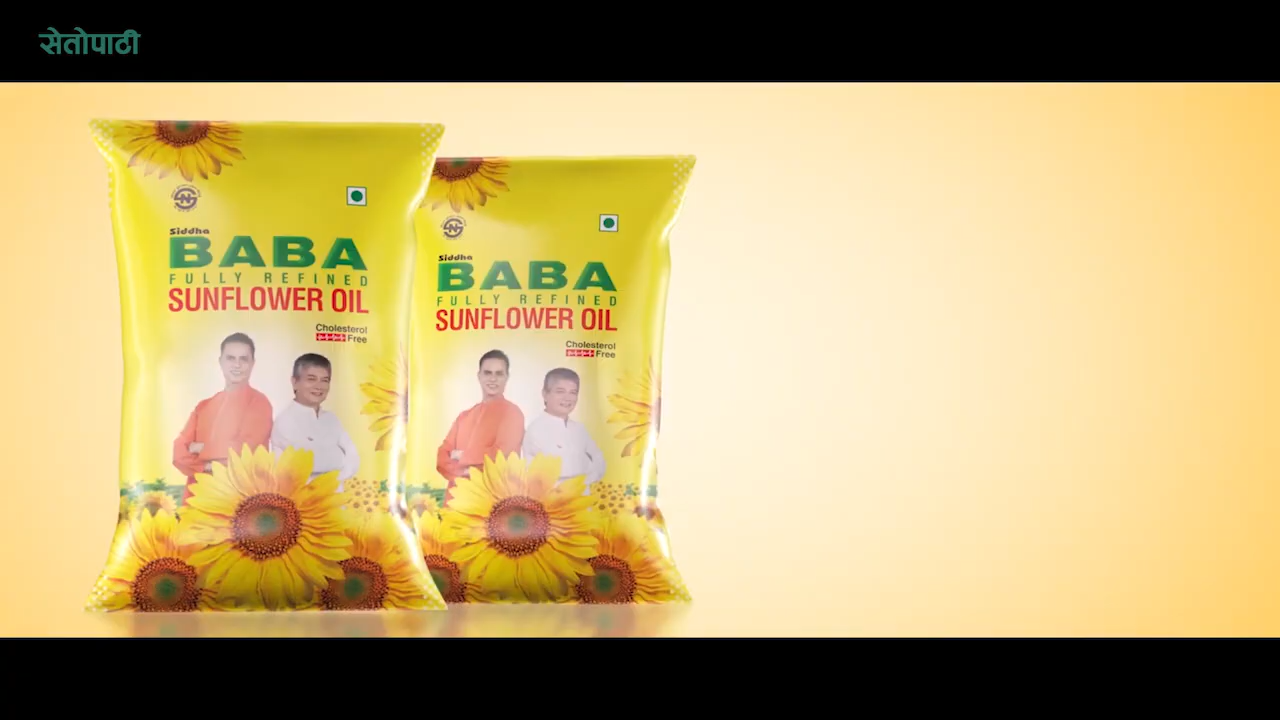 सेतोपाठी
Siddha
BABA
FULLY REFINED
SUNFLOWER OIL
Cholesterol
Free
Siddha
BABA
FULLY REFINED
SUNFLOWER OIL
Cholesterol
Free